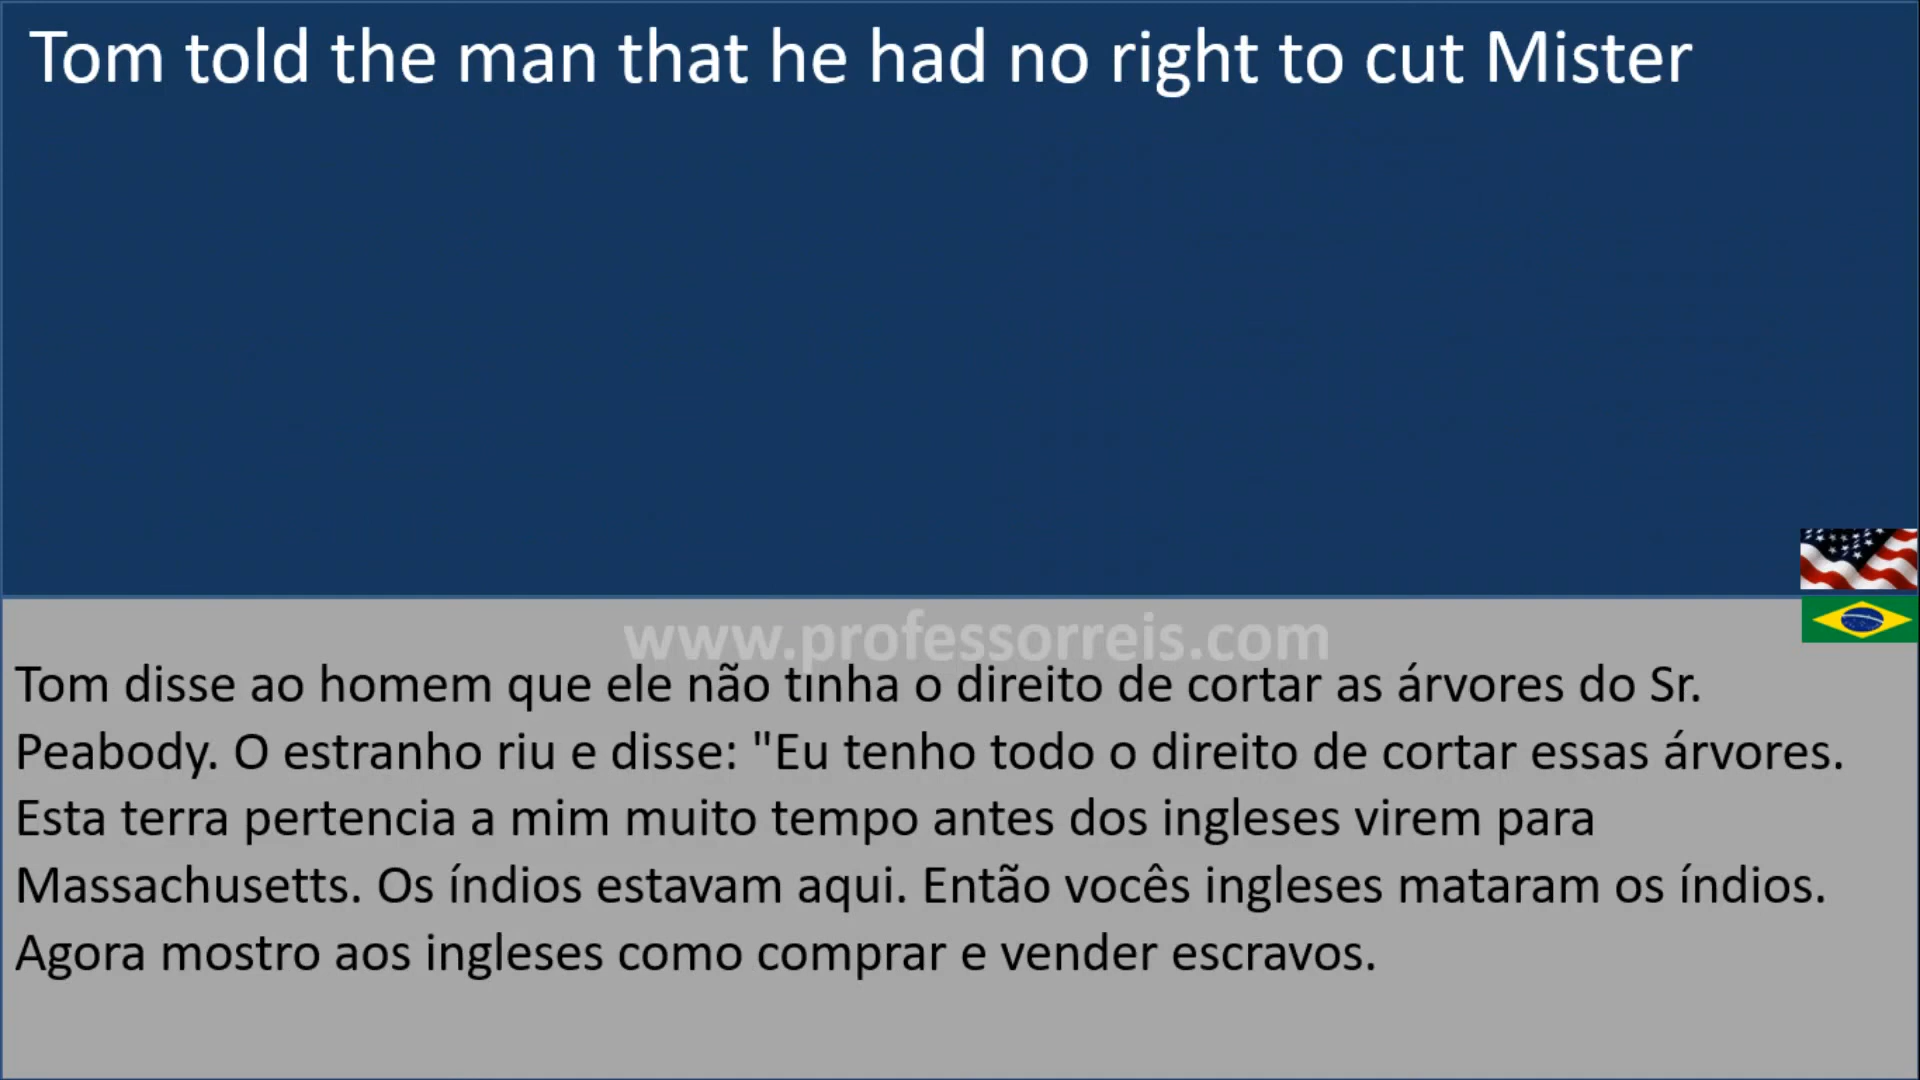 Tom told the man that he had no right to cut Mister
www.professorreis.com
Tom disse ao homem que ele não tinha o direito de cortar as árvores do Sr.
Peabody. O estranho riu e disse: "Eu tenho todo o direito de cortar essas árvores.
Esta terra pertencia a mim muito tempo antes dos ingleses virem para
Massachusetts. Os índios estavam aqui. Então vocês ingleses mataram os índios.
Agora mostro aos ingleses como comprar e vender escravos.